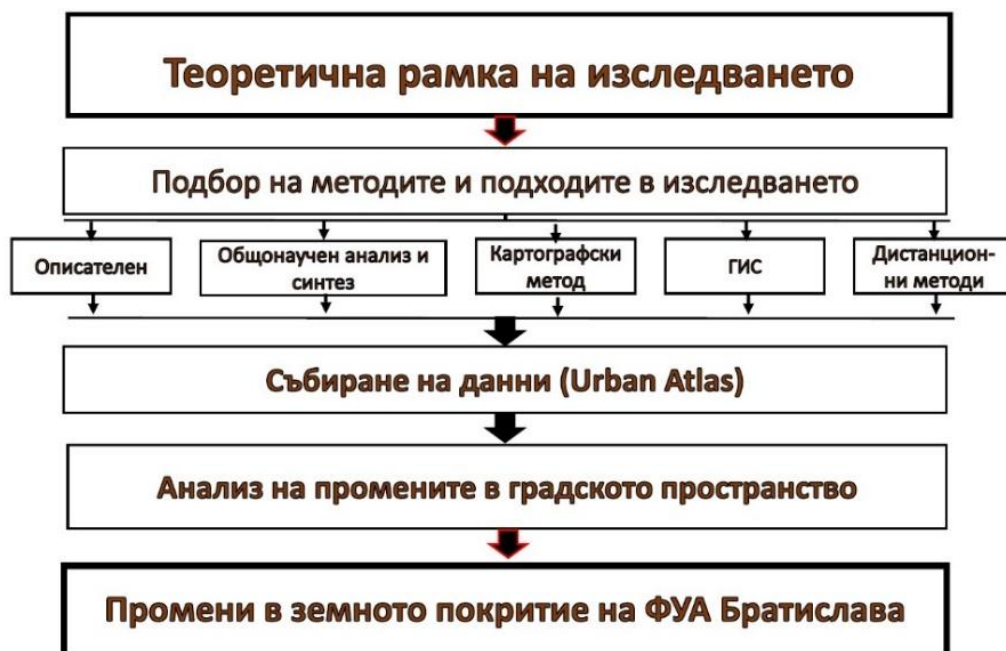 Теоретична рамка на изследването
Подбор на методите и подходите в изследването
Описателен
Общонаучен анализ и
синтез
Картографски
метод
ГИС
Дистанцион-
ни методи
Събиране на данни (Urban Atlas)
Анализ на промените в градското пространство
Промени в земното покритие на ФУА Братислава